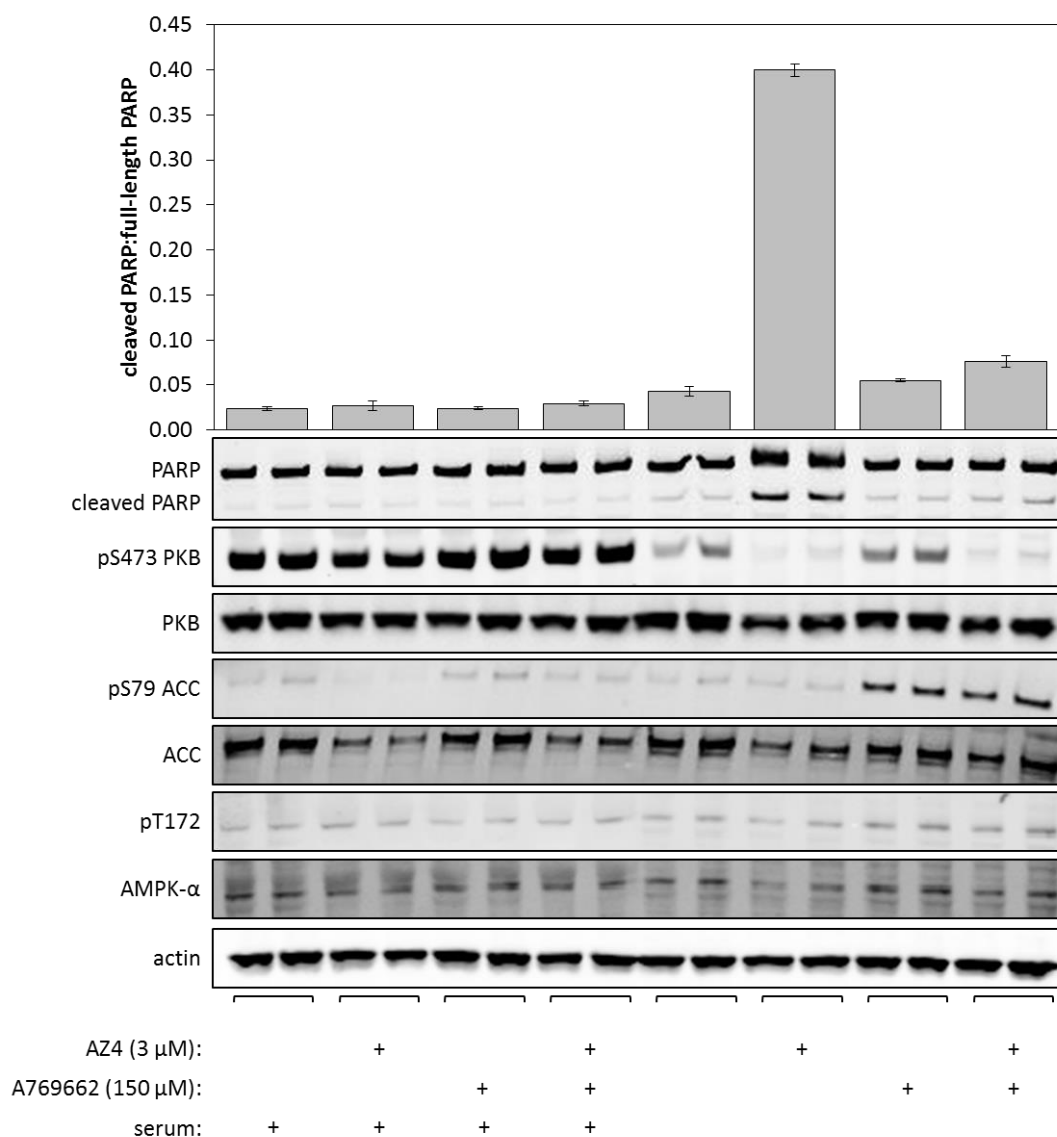 0.45
0.40
0.35
0.30
0.25
0.20
0.15
0.10
0.05
0.00
cleaved PARP:full-length PARP
PARP
cleaved PARP
pS473 PKB
PKB
pS79 ACC
ACC
pT172
AMPK-α
actin
AZ4 (3 µM): + + + +
A769662 (150 µM): + + + +
serum: + + + +